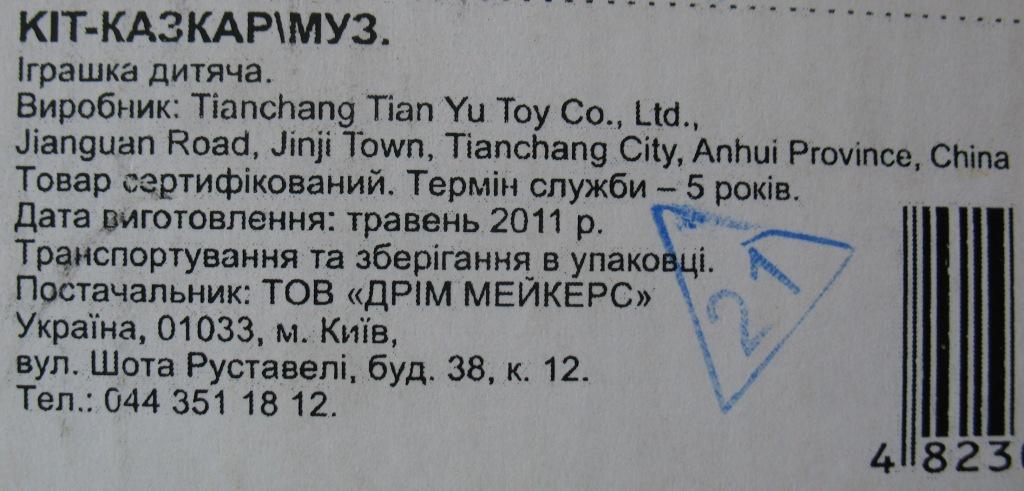 КІТ-КАЗКАР\МУЗ.
Іграшка дитяча.
Виробник: Tianchang Tian Yu Toy Co., Ltd.,
Jianguan Road, Jinji Town, Tianchang City, Anhui Province, China
Товар сертифікований. Термін служби – 5 років.
Дата виготовлення: травень 2011 р.
Транспортування та зберігання в упаковці.
Постачальник: ТОВ «ДРІМ МЕЙКЕРС»
Україна, 01033, м. Київ,
вул. Шота Руставелі, буд. 38, к. 12.
Тел.: 044 351 18 12.
21
4 823